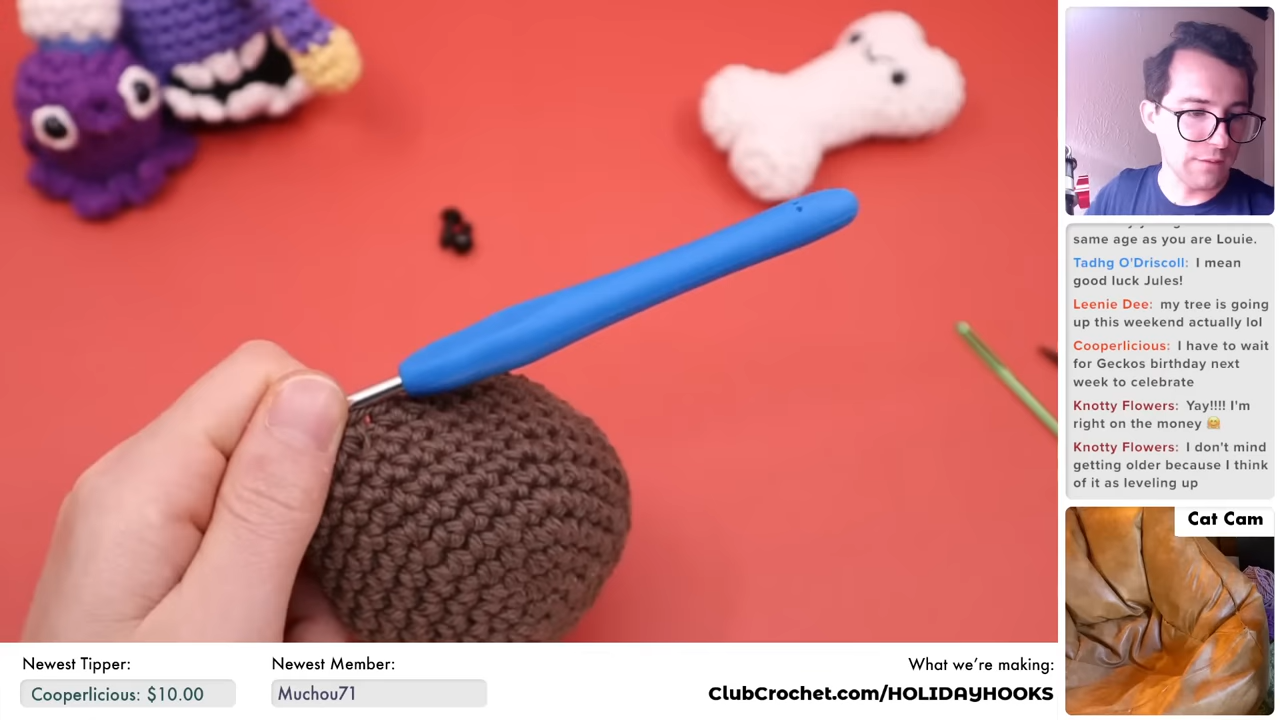 same age as you are Louie.
Tadhg O'Driscoll: I mean
good luck Jules!
Leenie Dee: my tree is going
up this weekend actually lol
Cooperlicious: I have to wait
for Geckos birthday next
week to celebrate
Knotty Flowers: Yay!!!! I'm
right on the money 🤗
Knotty Flowers: I don't mind
getting older because I think
of it as leveling up
Cat Cam
Newest Tipper:
Cooperlicious: $10.00
Newest Member:
Muchou71
What we're making:
ClubCrochet.com/HOLIDAYHOOKS